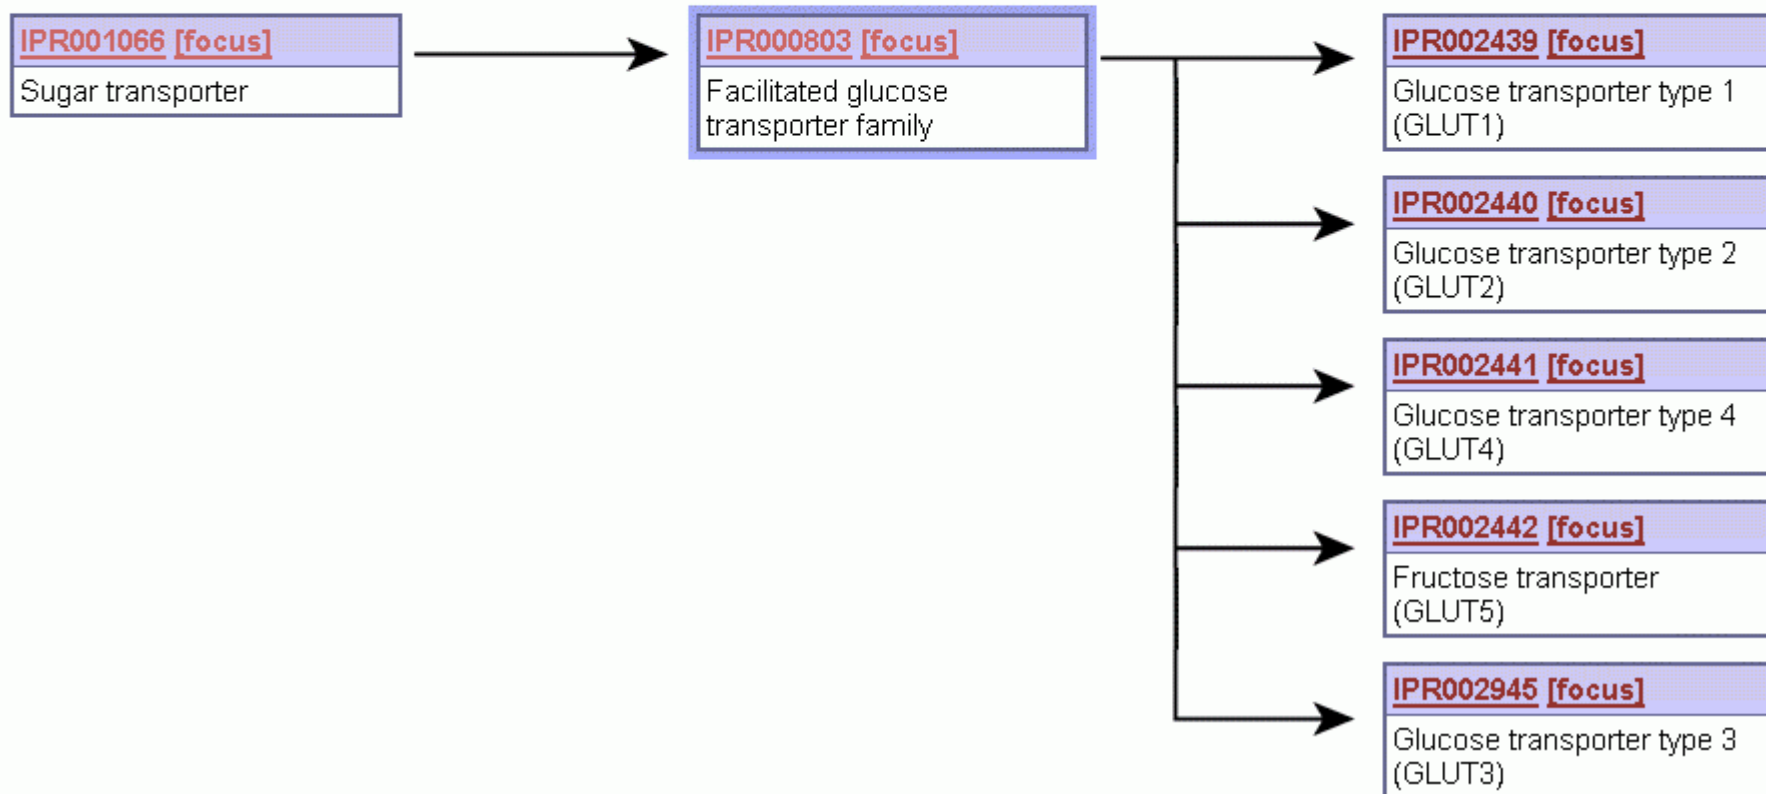 IPR001066 [focus]
Sugar transporter
IPR000803 [focus]
Facilitated glucose
transporter family
IPR002439 [focus]
Glucose transporter type 1
(GLUT1)
IPR002440 [focus]
Glucose transporter type 2
(GLUT2)
IPR002441 [focus]
Glucose transporter type 4
(GLUT4)
IPR002442 [focus]
Fructose transporter
(GLUT5)
IPR002945 [focus]
Glucose transporter type 3
(GLUT3)